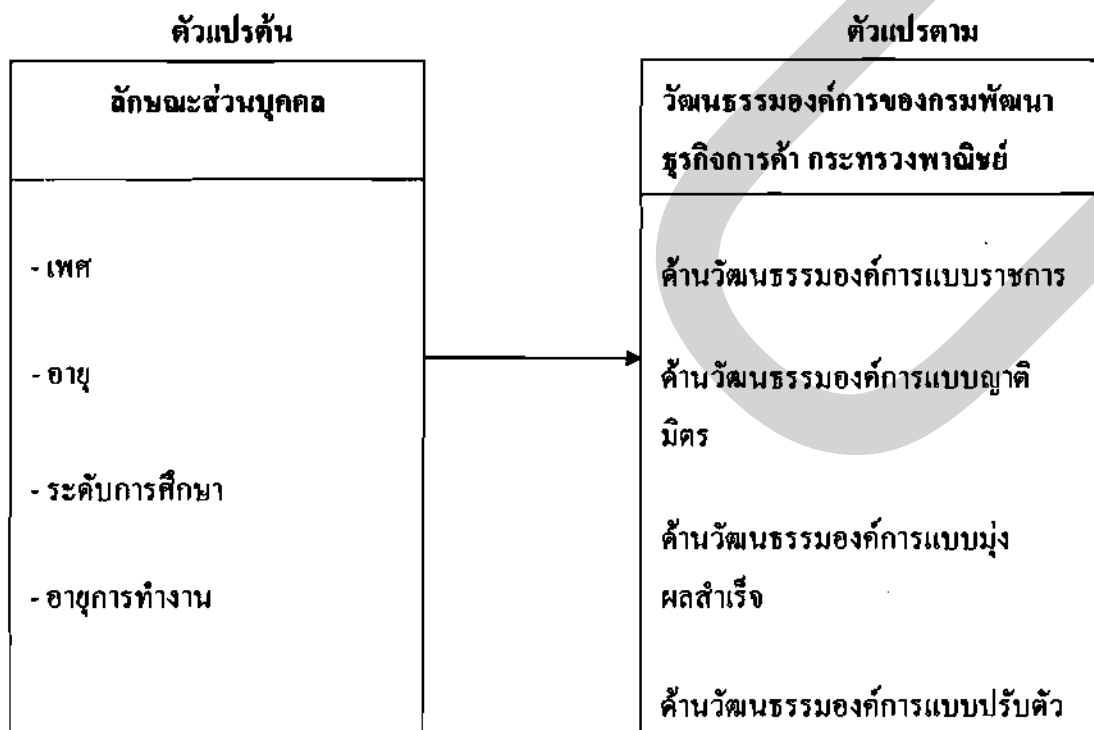 ตัวแปรต้น
ลักษณะส่วนบุคคล
- เพศ
- อายุ
- ระดับการศึกษา
- อายุการทำงาน
ตัวแปรตาม
วัฒนธรรมองค์การของกรมพัฒนา
ธุรกิจการค้า กระทรวงพาณิชย์
ด้านวัฒนธรรมองค์การแบบราชการ
ด้านวัฒนธรรมองค์การแบบญาติ
มิตร
ด้านวัฒนธรรมองค์การแบบมุ่ง
ผลสำเร็จ
ด้านวัฒนธรรมองค์การแบบปรับตัว